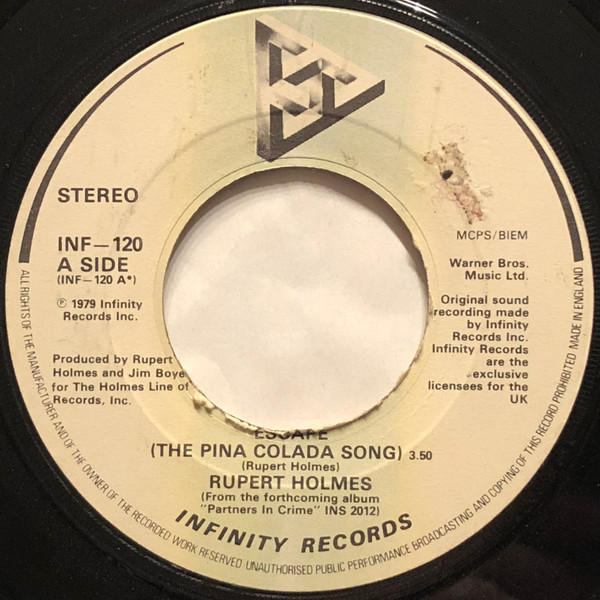 STEREO
INF—120
A SIDE
(INF—120 A*)
℗ 1979 Infinity
Records Inc.
Produced by Rupert
Holmes and Jim Boye
for The Holmes Line of
Records, Inc.
MCPS/BIEM
Warner Bros.
Music Ltd.
Original sound
recording made
by Infinity
Records Inc.
Infinity Records
are the
exclusive
licensees for the
UK
ESCAPE
(THE PINA COLADA SONG) 3.50
(Rupert Holmes)
RUPERT HOLMES
(From the forthcoming album
"Partners In Crime" INS 2012)
INFINITY RECORDS
ALL RIGHTS OF THE MANUFACTURER AND OF THE OWNER OF THE RECORDED WORK RESERVED UNAUTHORISED PUBLIC PERFORMANCE BROADCASTING AND COPYING OF THIS RECORD PROHIBITED MADE IN ENGLAND